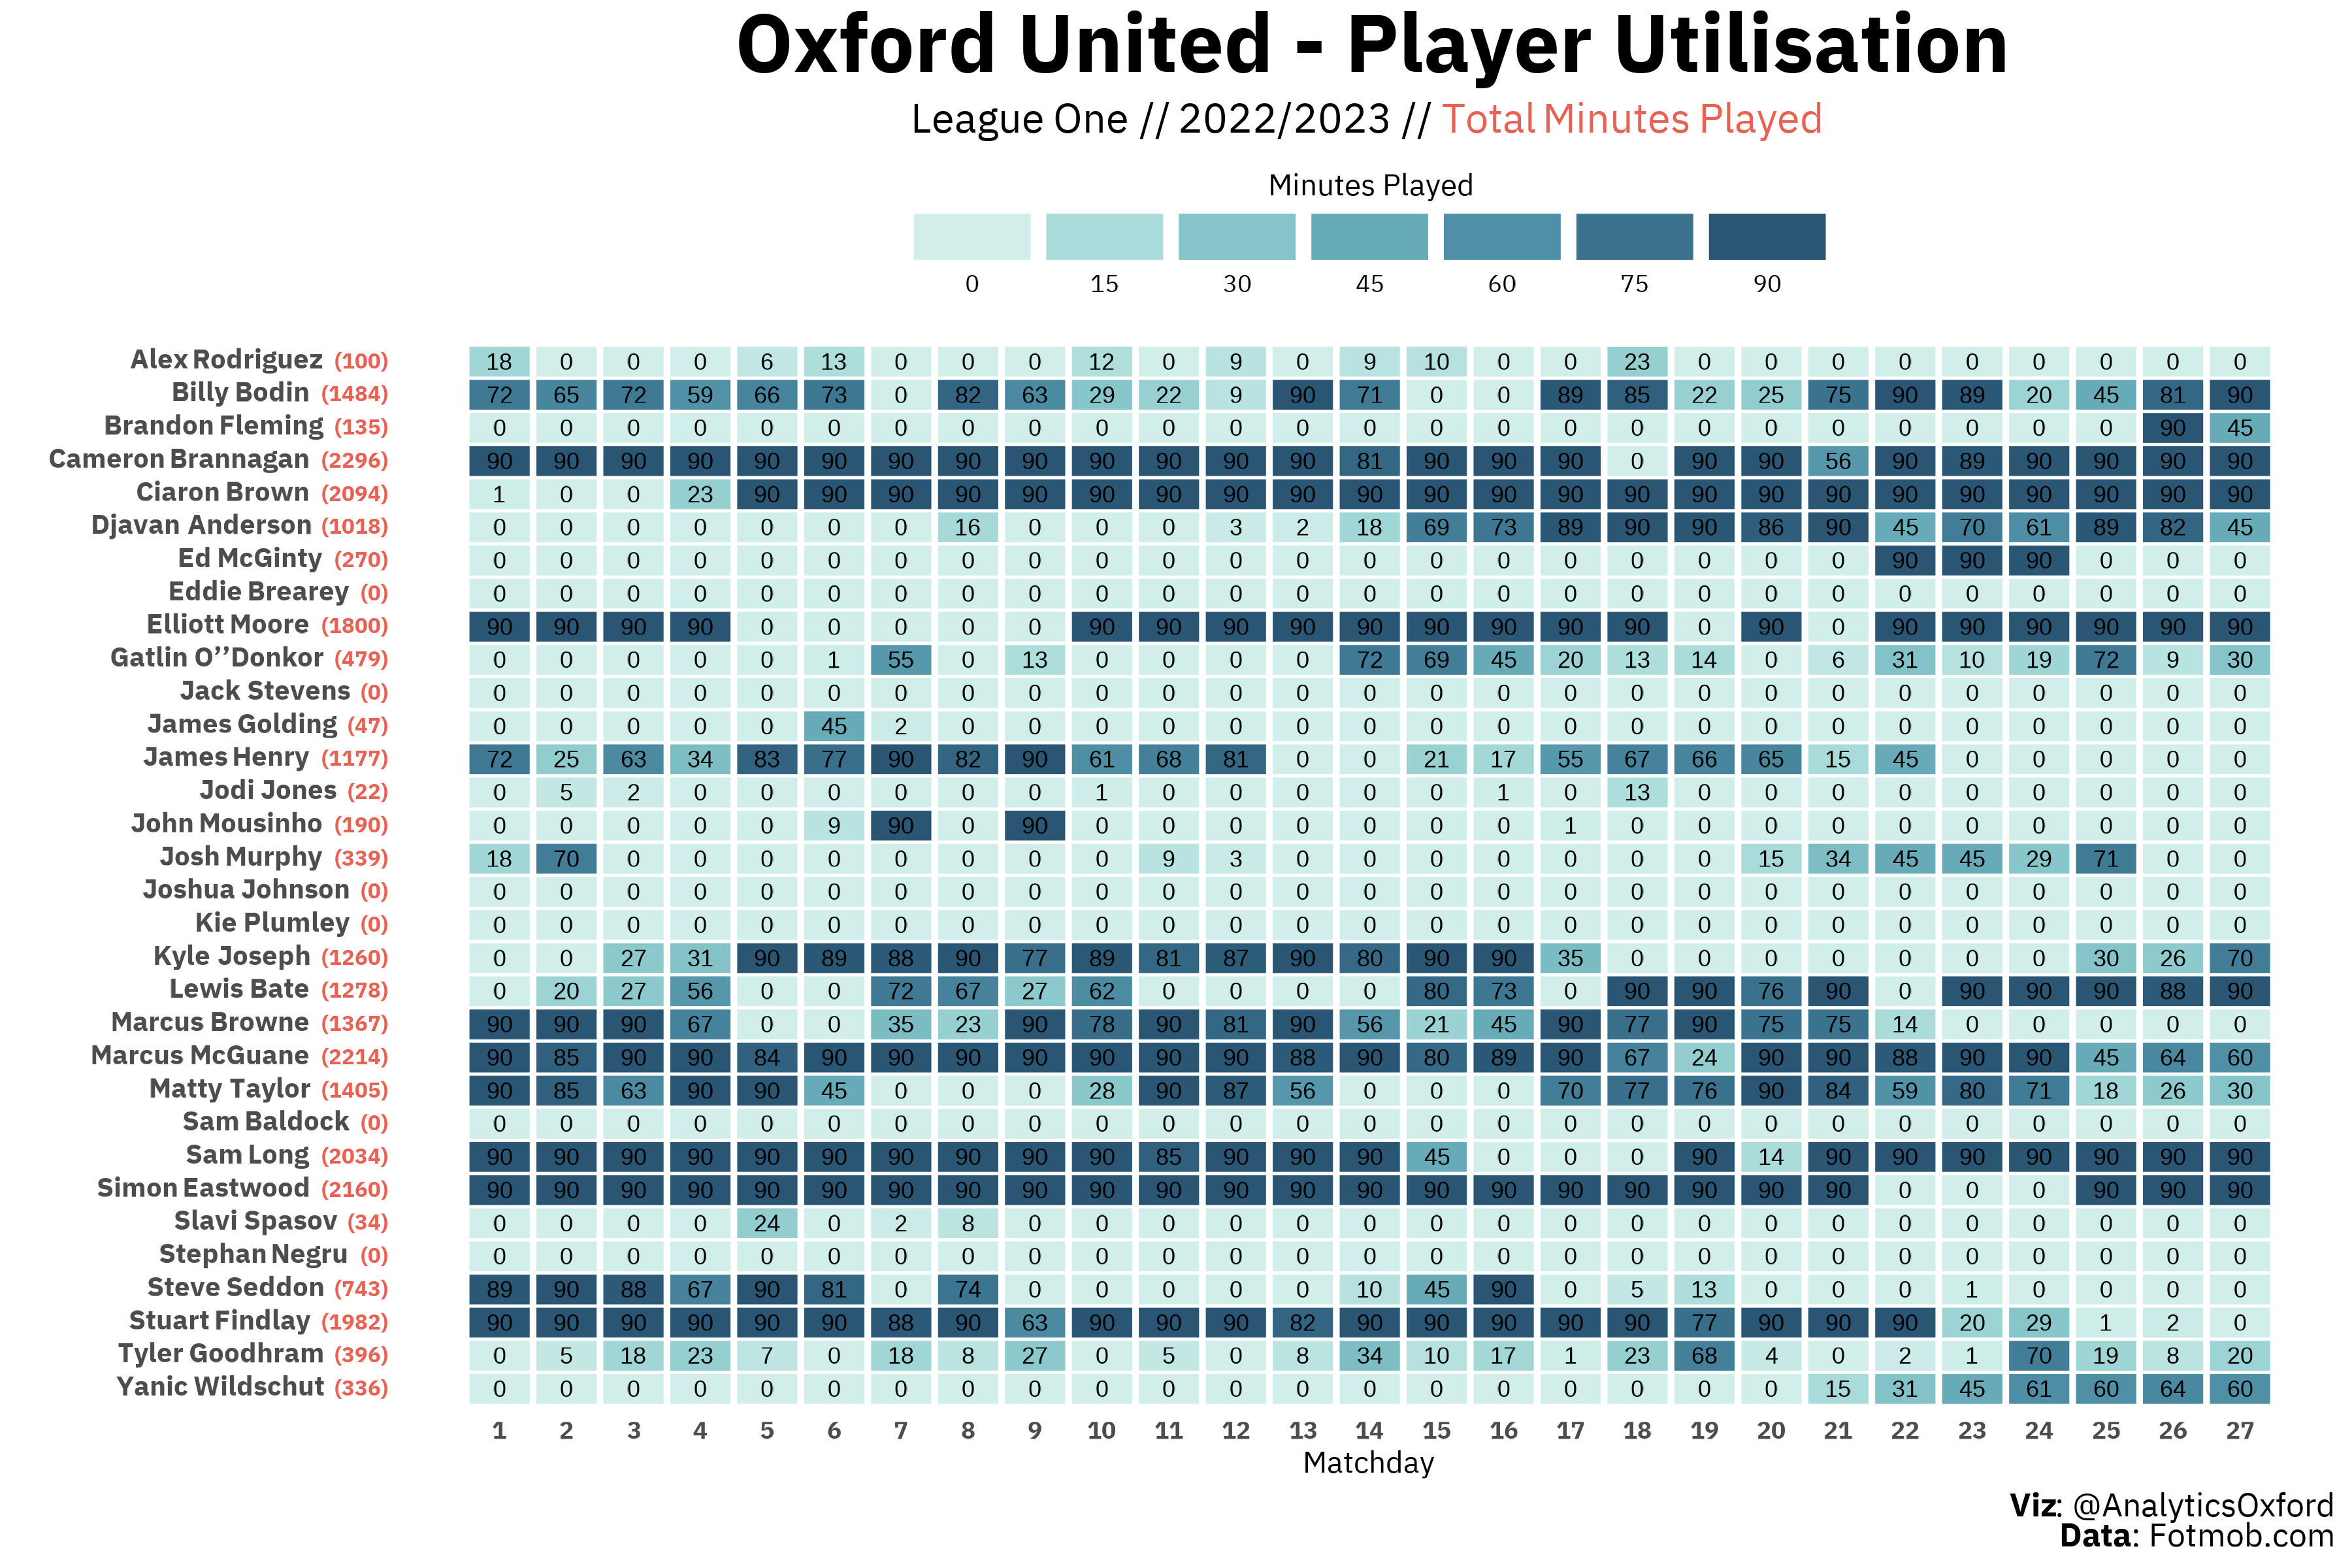 Oxford United - Player Utilisation
League One // 2022/2023 // Total Minutes Played
Minutes Played
0 15 30 45 60 75 90
Alex Rodriguez (100) 18 0 0 0 6 13 0 0 0 12 0 9 0 9 10 0 0 23 0 0 0 0 0 0 0 0 0
Billy Bodin (1484) 72 65 72 59 66 73 0 82 63 29 22 9 90 71 0 0 89 85 22 25 75 90 89 20 45 81 90
Brandon Fleming (135) 0 0 0 0 0 0 0 0 0 0 0 0 0 0 0 0 0 0 0 0 0 0 0 0 0 90 45
Cameron Brannagan (2296) 90 90 90 90 90 90 90 90 90 90 90 90 90 81 90 90 90 0 90 90 56 90 89 90 90 90 90
Ciaron Brown (2094) 1 0 0 23 90 90 90 90 90 90 90 90 90 90 90 90 90 90 90 90 90 90 90 90 90 90 90
Djavan Anderson (1018) 0 0 0 0 0 0 0 16 0 0 0 3 2 18 69 73 89 90 90 86 90 45 70 61 89 82 45
Ed McGinty (270) 0 0 0 0 0 0 0 0 0 0 0 0 0 0 0 0 0 0 0 0 0 90 90 90 0 0 0
Eddie Brearey (0) 0 0 0 0 0 0 0 0 0 0 0 0 0 0 0 0 0 0 0 0 0 0 0 0 0 0 0
Elliott Moore (1800) 90 90 90 90 0 0 0 0 0 90 90 90 90 90 90 90 90 90 0 90 0 90 90 90 90 90 90
Gatlin O’’Donkor (479) 0 0 0 0 0 1 55 0 13 0 0 0 0 72 69 45 20 13 14 0 6 31 10 19 72 9 30
Jack Stevens (0) 0 0 0 0 0 0 0 0 0 0 0 0 0 0 0 0 0 0 0 0 0 0 0 0 0 0 0
James Golding (47) 0 0 0 0 0 45 2 0 0 0 0 0 0 0 0 0 0 0 0 0 0 0 0 0 0 0 0
James Henry (1177) 72 25 63 34 83 77 90 82 90 61 68 81 0 0 21 17 55 67 66 65 15 45 0 0 0 0 0
Jodi Jones (22) 0 5 2 0 0 0 0 0 0 1 0 0 0 0 0 1 0 13 0 0 0 0 0 0 0 0 0
John Mousinho (190) 0 0 0 0 0 9 90 0 90 0 0 0 0 0 0 0 1 0 0 0 0 0 0 0 0 0 0
Josh Murphy (339) 18 70 0 0 0 0 0 0 0 0 9 3 0 0 0 0 0 0 0 15 34 45 45 29 71 0 0
Joshua Johnson (0) 0 0 0 0 0 0 0 0 0 0 0 0 0 0 0 0 0 0 0 0 0 0 0 0 0 0 0
Kie Plumley (0) 0 0 0 0 0 0 0 0 0 0 0 0 0 0 0 0 0 0 0 0 0 0 0 0 0 0 0
Kyle Joseph (1260) 0 0 27 31 90 89 88 90 77 89 81 87 90 80 90 90 35 0 0 0 0 0 0 0 30 26 70
Lewis Bate (1278) 0 20 27 56 0 0 72 67 27 62 0 0 0 0 80 73 0 90 90 76 90 0 90 90 90 88 90
Marcus Browne (1367) 90 90 90 67 0 0 35 23 90 78 90 81 90 56 21 45 90 77 90 75 75 14 0 0 0 0 0
Marcus McGuane (2214) 90 85 90 90 84 90 90 90 90 90 90 90 88 90 80 89 90 67 24 90 90 88 90 90 45 64 60
Matty Taylor (1405) 90 85 63 90 90 45 0 0 0 28 90 87 56 0 0 0 70 77 76 90 84 59 80 71 18 26 30
Sam Baldock (0) 0 0 0 0 0 0 0 0 0 0 0 0 0 0 0 0 0 0 0 0 0 0 0 0 0 0 0
Sam Long (2034) 90 90 90 90 90 90 90 90 90 90 85 90 90 90 45 0 0 0 90 14 90 90 90 90 90 90 90
Simon Eastwood (2160) 90 90 90 90 90 90 90 90 90 90 90 90 90 90 90 90 90 90 90 90 90 0 0 0 90 90 90
Slavi Spasov (34) 0 0 0 0 24 0 2 8 0 0 0 0 0 0 0 0 0 0 0 0 0 0 0 0 0 0 0
Stephan Negru (0) 0 0 0 0 0 0 0 0 0 0 0 0 0 0 0 0 0 0 0 0 0 0 0 0 0 0 0
Steve Seddon (743) 89 90 88 67 90 81 0 74 0 0 0 0 0 10 45 90 0 5 13 0 0 0 1 0 0 0 0
Stuart Findlay (1982) 90 90 90 90 90 90 88 90 63 90 90 90 82 90 90 90 90 90 77 90 90 90 20 29 1 2 0
Tyler Goodhram (396) 0 5 18 23 7 0 18 8 27 0 5 0 8 34 10 17 1 23 68 4 0 2 1 70 19 8 20
Yanic Wildschut (336) 0 0 0 0 0 0 0 0 0 0 0 0 0 0 0 0 0 0 0 0 15 31 45 61 60 64 60
1 2 3 4 5 6 7 8 9 10 11 12 13 14 15 16 17 18 19 20 21 22 23 24 25 26 27
Matchday
Viz: @AnalyticsOxford
Data: Fotmob.com